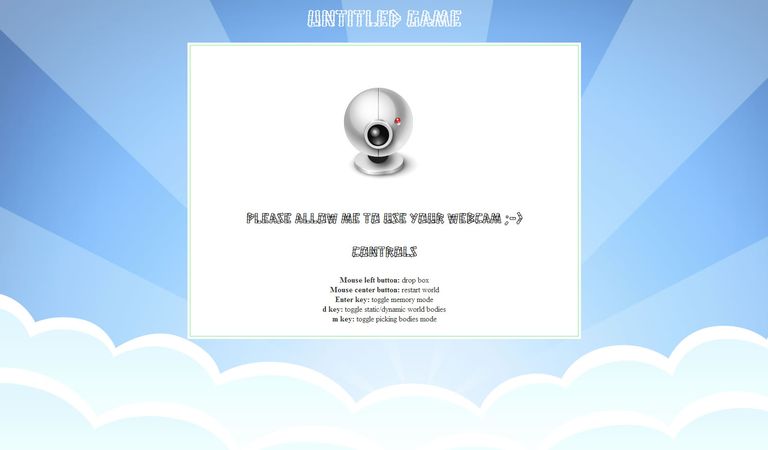 UNTITLED GAME
PLEASE ALLOW ME TO USE YOUR WEBCAM ;-)
CONTROLS
Mouse left button: drop box
Mouse center button: restart world
Enter key: toggle memory mode
d key: toggle static/dynamic world bodies
m key: toggle picking bodies mode